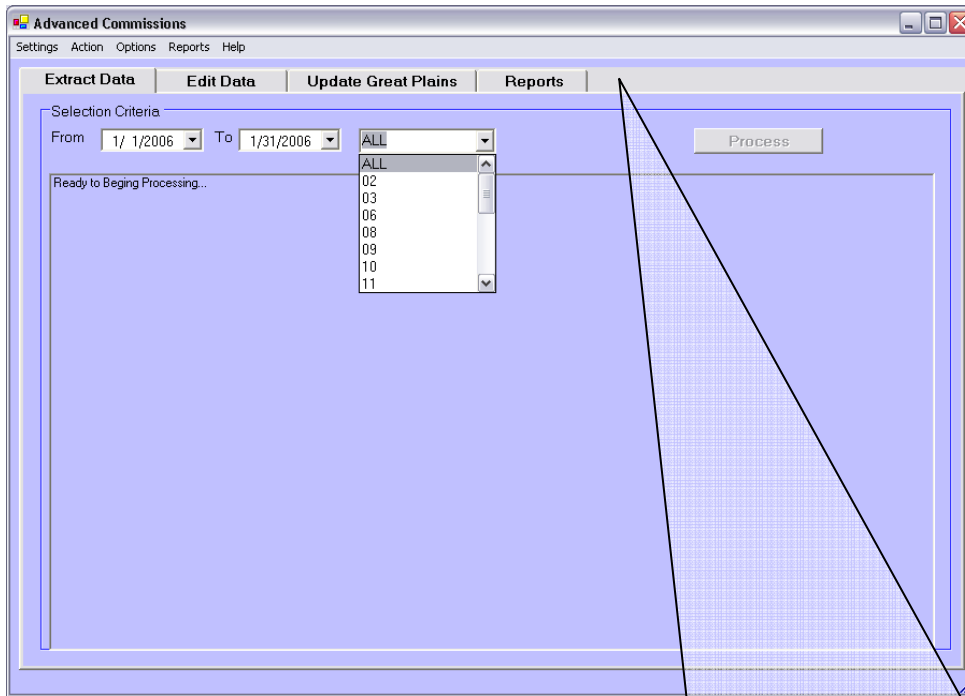 Advanced Commissions
Settings Action Options Reports Help
Extract Data Edit Data Update Great Plains Reports
Selection Criteria
From 1/ 1/2006 To 1/31/2006 ALL Process
ALL
Ready to Beging Processing...
02
03
06
08
09
10
11